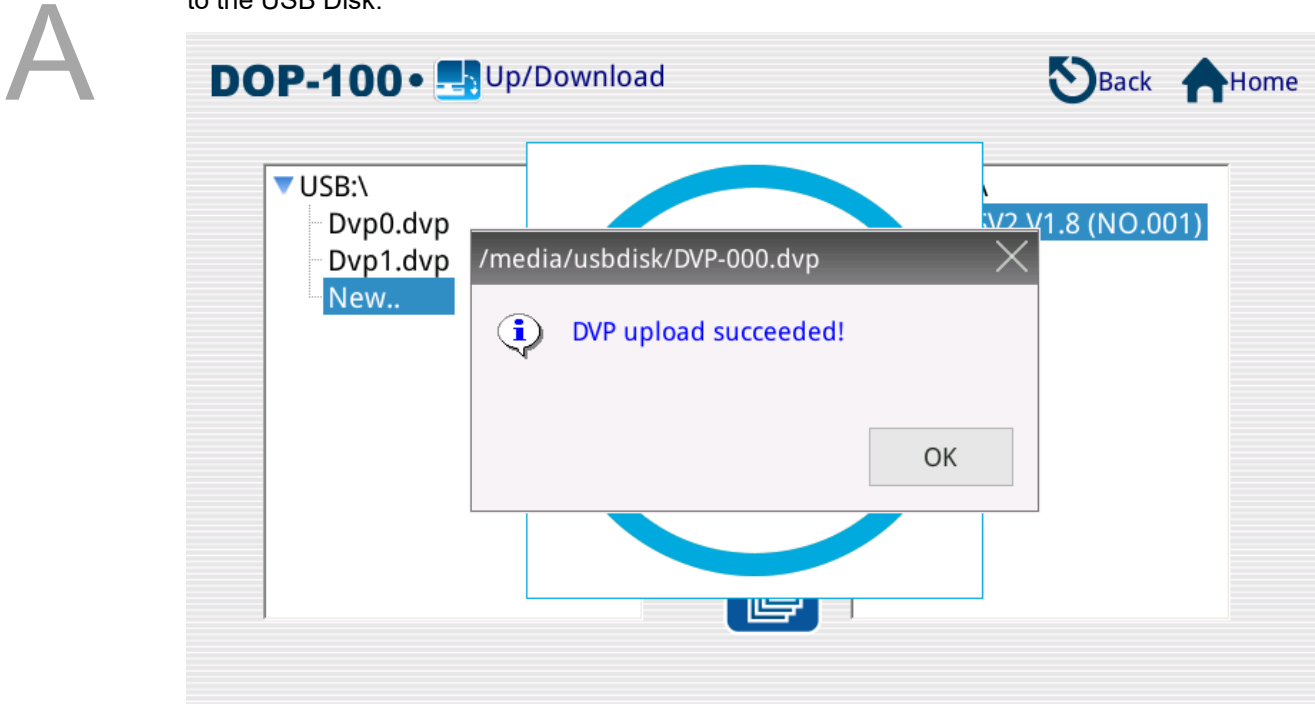 to the USB Disk.
A
DOP-100 • Up/Download Back Home
USB:\
Dvp0.dvp
Dvp1.dvp
New..
\
SV2 V1.8 (NO.001)
/media/usbdisk/DVP-000.dvp
DVP upload succeeded!
OK